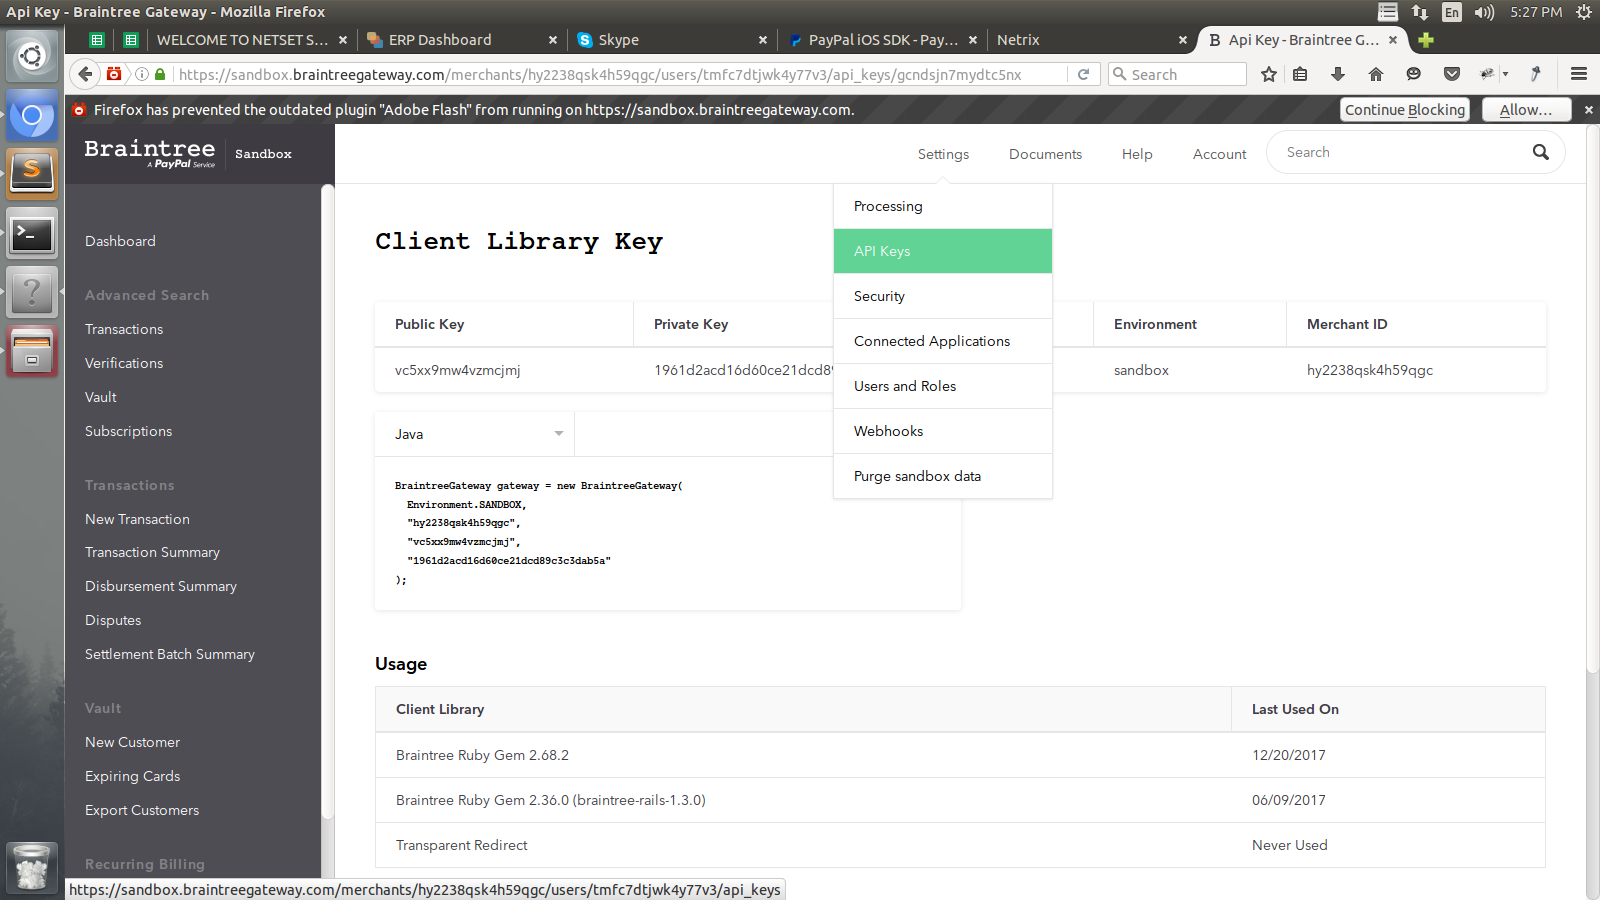 Api Key - Braintree Gateway - Mozilla Firefox
En
5:27 PM
WELCOME TO NETSET S...
ERP Dashboard
Skype
PayPal iOS SDK - Pay...
Netrix
Api Key - Braintree G...
https://sandbox.braintreegateway.com/merchants/hy2238qsk4h59qgc/users/tmfc7dtjwk4y77v3/api_keys/gcndsjn7mydtc5nx
Search
Firefox has prevented the outdated plugin "Adobe Flash" from running on https://sandbox.braintreegateway.com.
Continue Blocking
Allow...
Braintree
A PayPal Service
Sandbox
Settings
Documents
Help
Account
Search
Dashboard
Advanced Search
Transactions
Verifications
Vault
Subscriptions
Transactions
New Transaction
Transaction Summary
Disbursement Summary
Disputes
Settlement Batch Summary
Vault
New Customer
Expiring Cards
Export Customers
Recurring Billing
Processing
API Keys
Security
Connected Applications
Users and Roles
Webhooks
Purge sandbox data
Client Library Key
Public Key
Private Key
Environment
Merchant ID
vc5xx9mw4vzmcjmj
1961d2acd16d60ce21dcd89
sandbox
hy2238qsk4h59qgc
Java
BraintreeGateway gateway = new BraintreeGateway(
Environment.SANDBOX,
"hy2238qsk4h59qgc",
"vc5xx9mw4vzmcjmj",
"1961d2acd16d60ce21dcd89c3c3dab5a"
);
Usage
Client Library
Last Used On
Braintree Ruby Gem 2.68.2
12/20/2017
Braintree Ruby Gem 2.36.0 (braintree-rails-1.3.0)
06/09/2017
Transparent Redirect
Never Used
https://sandbox.braintreegateway.com/merchants/hy2238qsk4h59qgc/users/tmfc7dtjwk4y77v3/api_keys